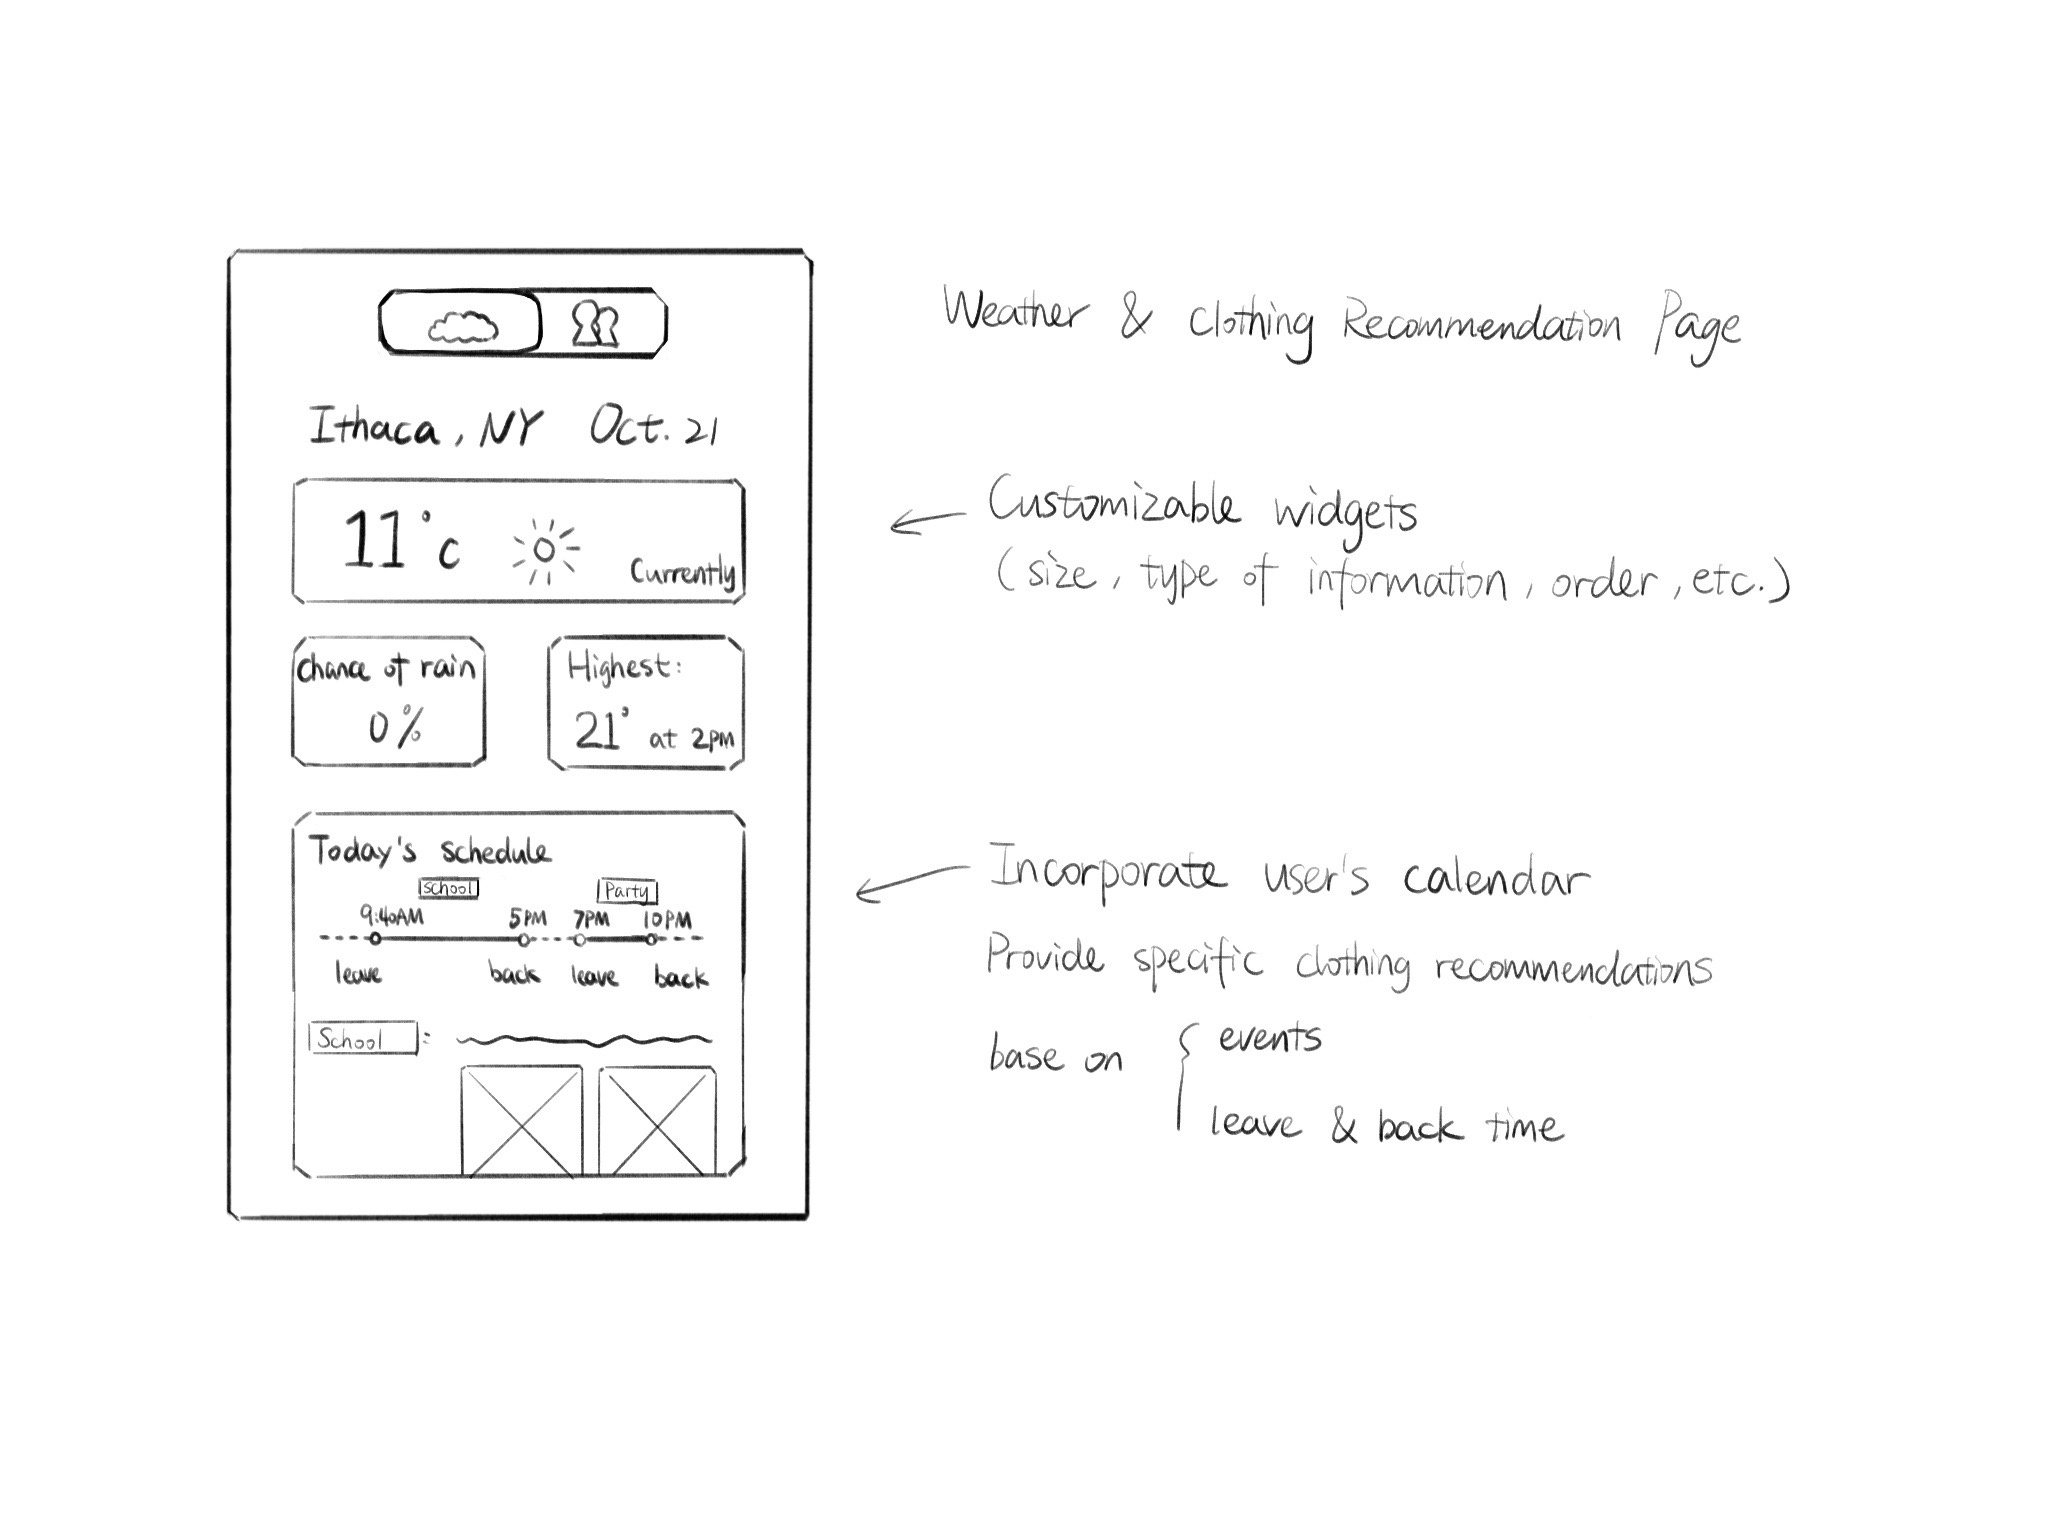 Weather & Clothing Recommendation Page
Ithaca, NY Oct. 21
11°c
Currently
Chance of rain
0%
Highest:
21° at 2PM
Today's schedule
School Party
9:40AM 5PM 7PM 10PM
leave back leave back
School :
Customizable widgets
(size, type of information, order, etc.)
Incorporate user's calendar
Provide specific clothing recommendations
base on { events
leave & back time